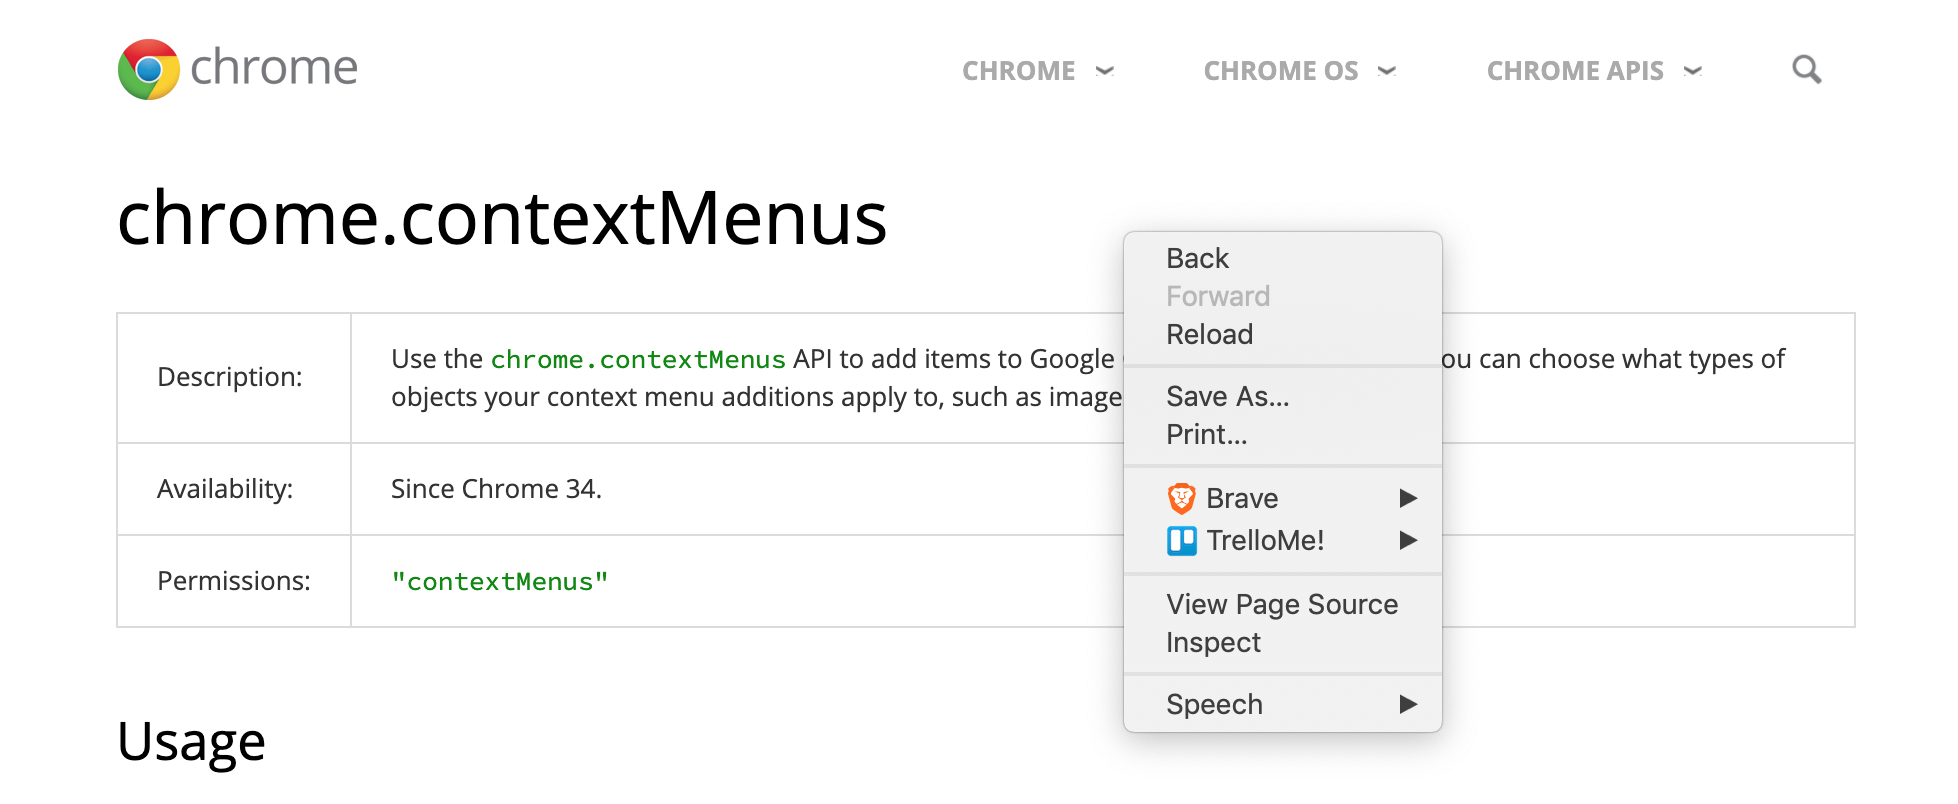 chrome
CHROME
CHROME OS
CHROME APIS
chrome.contextMenus
Description:
Use the chrome.contextMenus API to add items to Google
ou can choose what types of
objects your context menu additions apply to, such as image
Availability:
Since Chrome 34.
Permissions:
"contextMenus"
Usage
Back
Forward
Reload
Save As...
Print...
Brave
TrelloMe!
View Page Source
Inspect
Speech